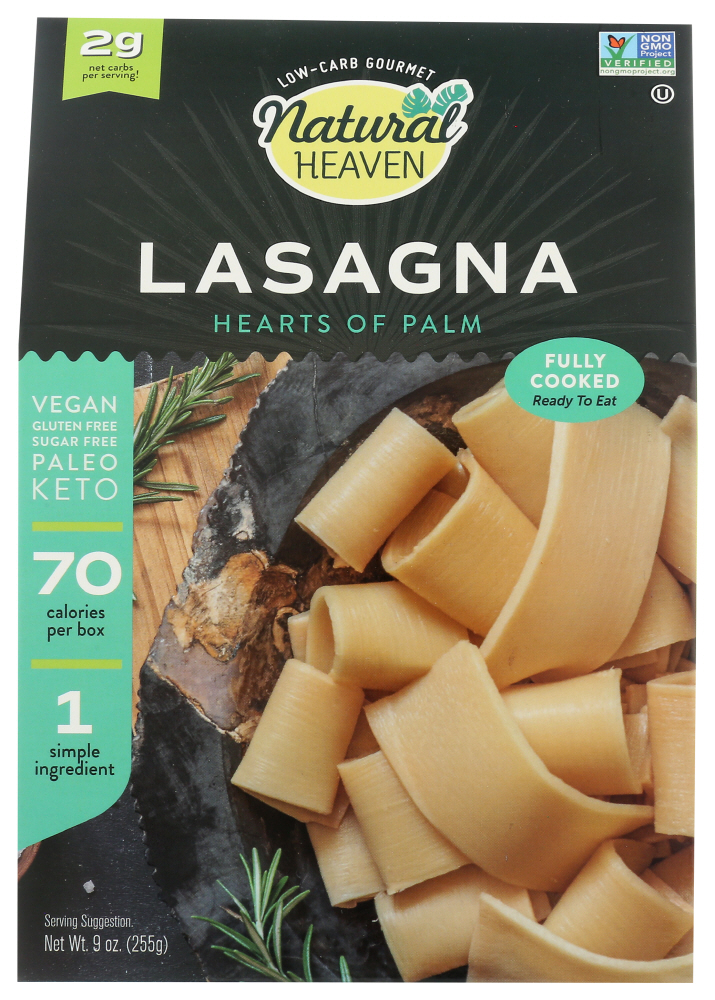 2g
net carbs
per serving!
LOW-CARB GOURMET
Natural
HEAVEN
NON
GMO
Project
VERIFIED
nongmoproject.org
U
LASAGNA
HEARTS OF PALM
FULLY
COOKED
Ready To Eat
VEGAN
GLUTEN FREE
SUGAR FREE
PALEO
KETO
70
calories
per box
1
simple
ingredient
Serving Suggestion.
Net Wt. 9 oz. (255g)